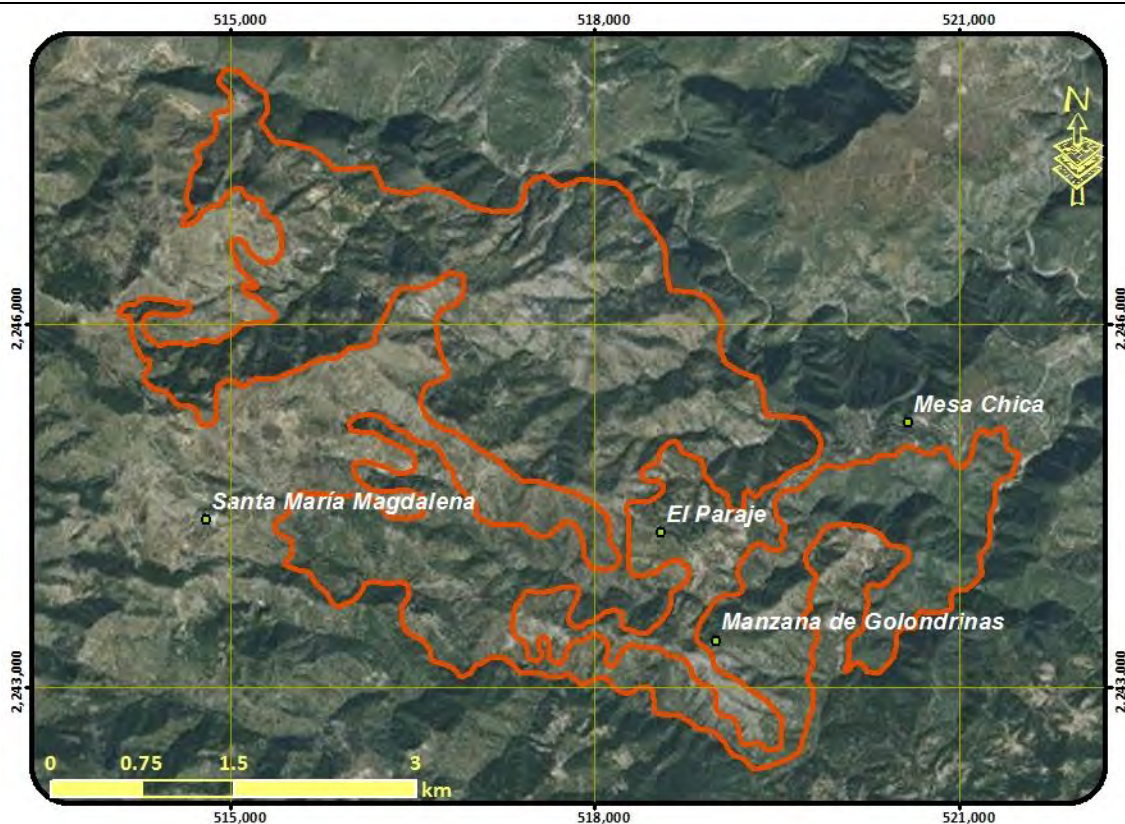 515,000 518,000 521,000
N
2,246,000 2,246,000
Mesa Chica
Santa María Magdalena
El Paraje
Manzana de Golondrinas
2,243,000 2,243,000
0 0.75 1.5 3
km
515,000 518,000 521,000